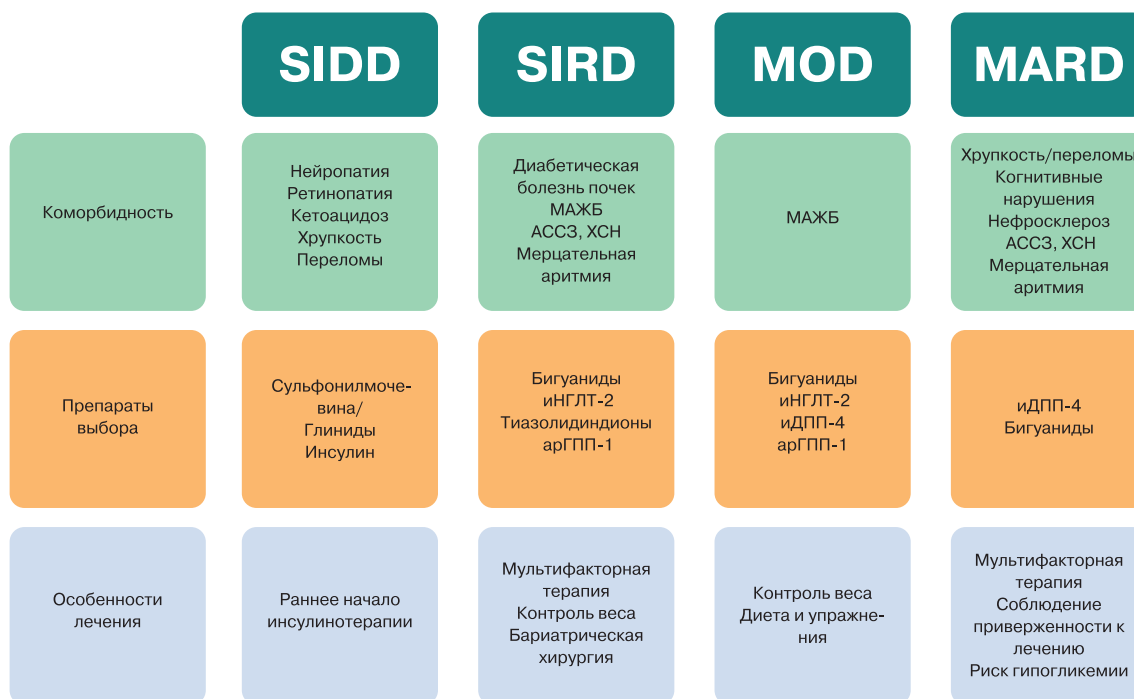 SIDD
SIRD
MOD
MARD
Коморбидность
Нейропатия
Ретинопатия
Кетоацидоз
Хрупкость
Переломы
Диабетическая
болезнь почек
МАЖБ
АССЗ, ХСН
Мерцательная
аритмия
МАЖБ
Хрупкость/переломы
Когнитивные
нарушения
Нефросклероз
АССЗ, ХСН
Мерцательная
аритмия
Препараты
выбора
Сульфонилмоче-
вина/
Глиниды
Инсулин
Бигуаниды
иНГЛТ-2
Тиазолидиндионы
арГПП-1
Бигуаниды
иНГЛТ-2
иДПП-4
арГПП-1
иДПП-4
Бигуаниды
Особенности
лечения
Раннее начало
инсулинотерапии
Мультифакторная
терапия
Контроль веса
Бариатрическая
хирургия
Контроль веса
Диета и упражне-
ния
Мультифакторная
терапия
Соблюдение
приверженности к
лечению
Риск гипогликемии